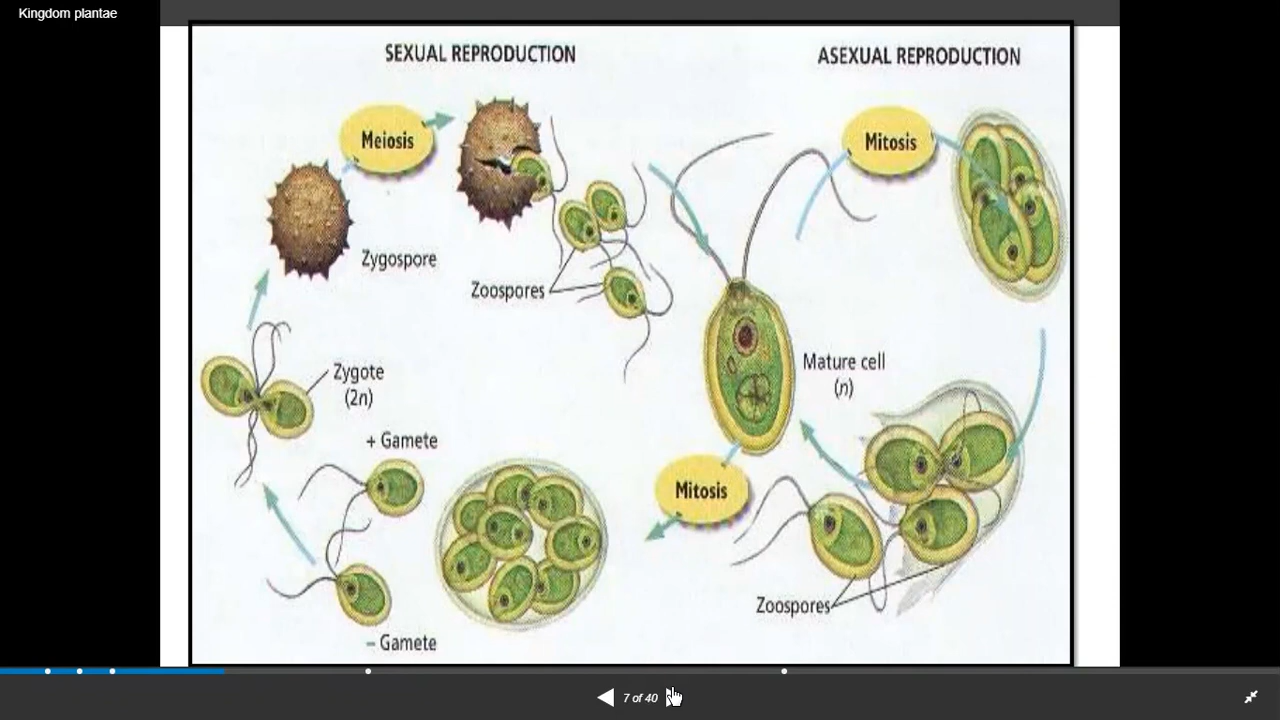 Kingdom plantae
SEXUAL REPRODUCTION
ASEXUAL REPRODUCTION
Meiosis
Mitosis
Zygospore
Zoospores
Mature cell
(n)
Zygote
(2n)
+ Gamete
Mitosis
Zoospores
– Gamete
7 of 40